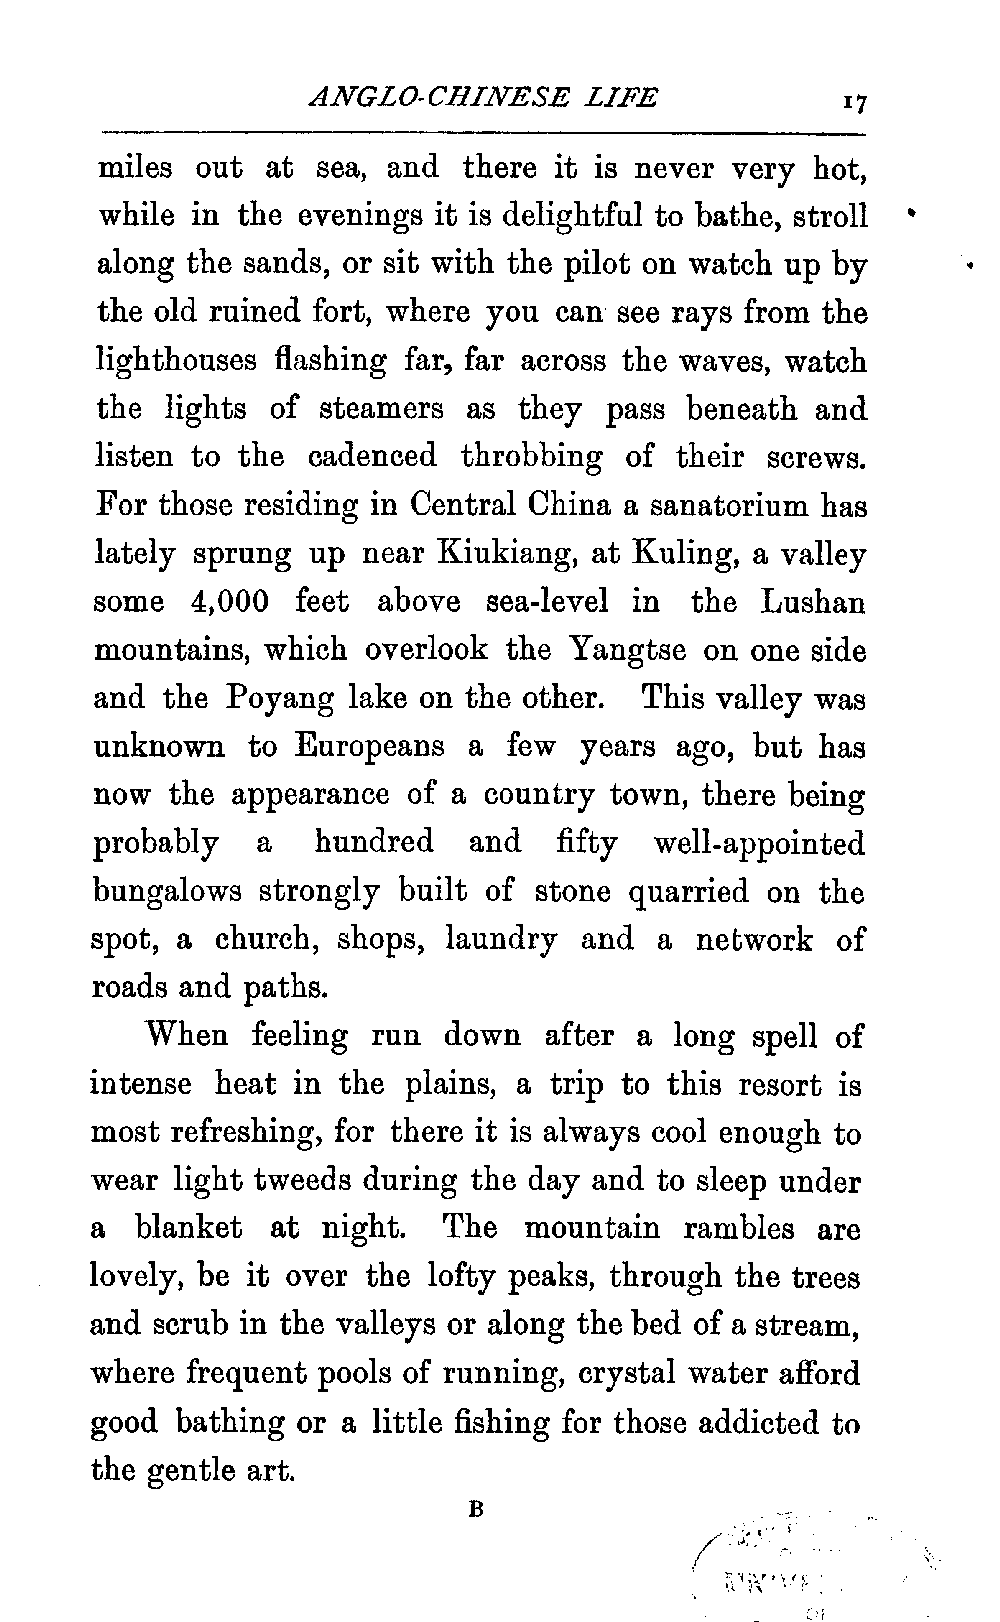 ANGLO-CHINESE LIFE 17
miles out at sea, and there it is never very hot,
while in the evenings it is delightful to bathe, stroll
along the sands, or sit with the pilot on watch up by
the old ruined fort, where you can see rays from the
lighthouses flashing far, far across the waves, watch
the lights of steamers as they pass beneath and
listen to the cadenced throbbing of their screws.
For those residing in Central China a sanatorium has
lately sprung up near Kiukiang, at Kuling, a valley
some 4,000 feet above sea-level in the Lushan
mountains, which overlook the Yangtse on one side
and the Poyang lake on the other. This valley was
unknown to Europeans a few years ago, but has
now the appearance of a country town, there being
probably a hundred and fifty well-appointed
bungalows strongly built of stone quarried on the
spot, a church, shops, laundry and a network of
roads and paths.
When feeling run down after a long spell of
intense heat in the plains, a trip to this resort is
most refreshing, for there it is always cool enough to
wear light tweeds during the day and to sleep under
a blanket at night. The mountain rambles are
lovely, be it over the lofty peaks, through the trees
and scrub in the valleys or along the bed of a stream,
where frequent pools of running, crystal water afford
good bathing or a little fishing for those addicted to
the gentle art.
B